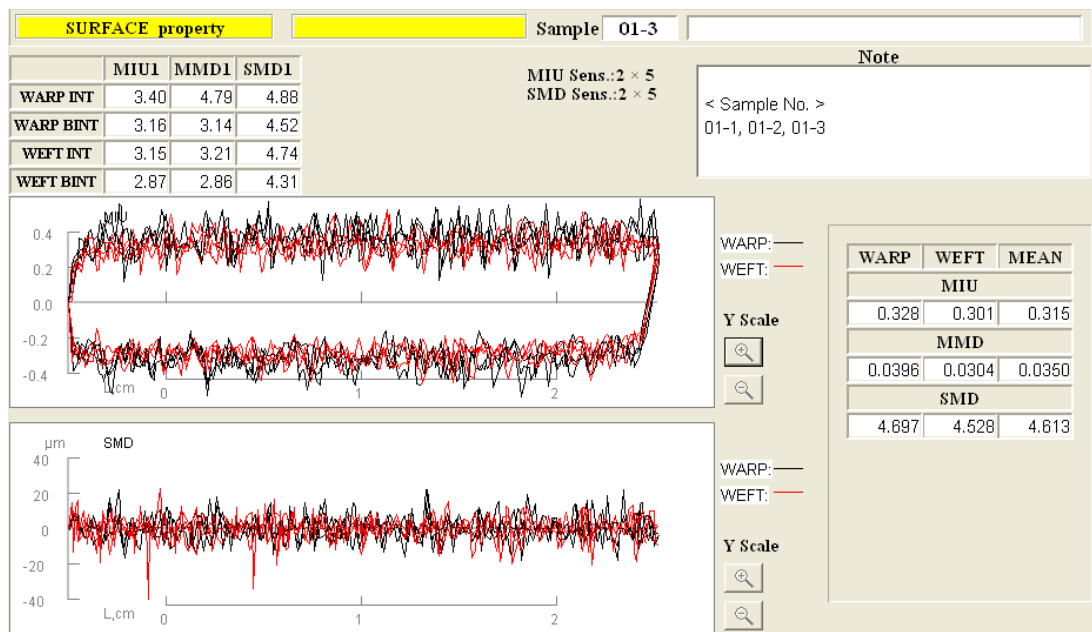 SURFACE property
Sample 01-3
MIU1 MMD1 SMD1
WARP INT 3.40 4.79 4.88
WARP BINT 3.16 3.14 4.52
WEFT INT 3.15 3.21 4.74
WEFT BINT 2.87 2.86 4.31
MIU Sens.:2 × 5
SMD Sens.:2 × 5
Note
< Sample No. >
01-1, 01-2, 01-3
MIU
0.4
0.2
0.0
-0.2
-0.4
L,cm 0 1 2
WARP:
WEFT:
Y Scale
WARP WEFT MEAN
MIU
0.328 0.301 0.315
MMD
0.0396 0.0304 0.0350
SMD
4.697 4.528 4.613
µm SMD
40
20
0
-20
-40
L,cm 0 1 2
WARP:
WEFT:
Y Scale